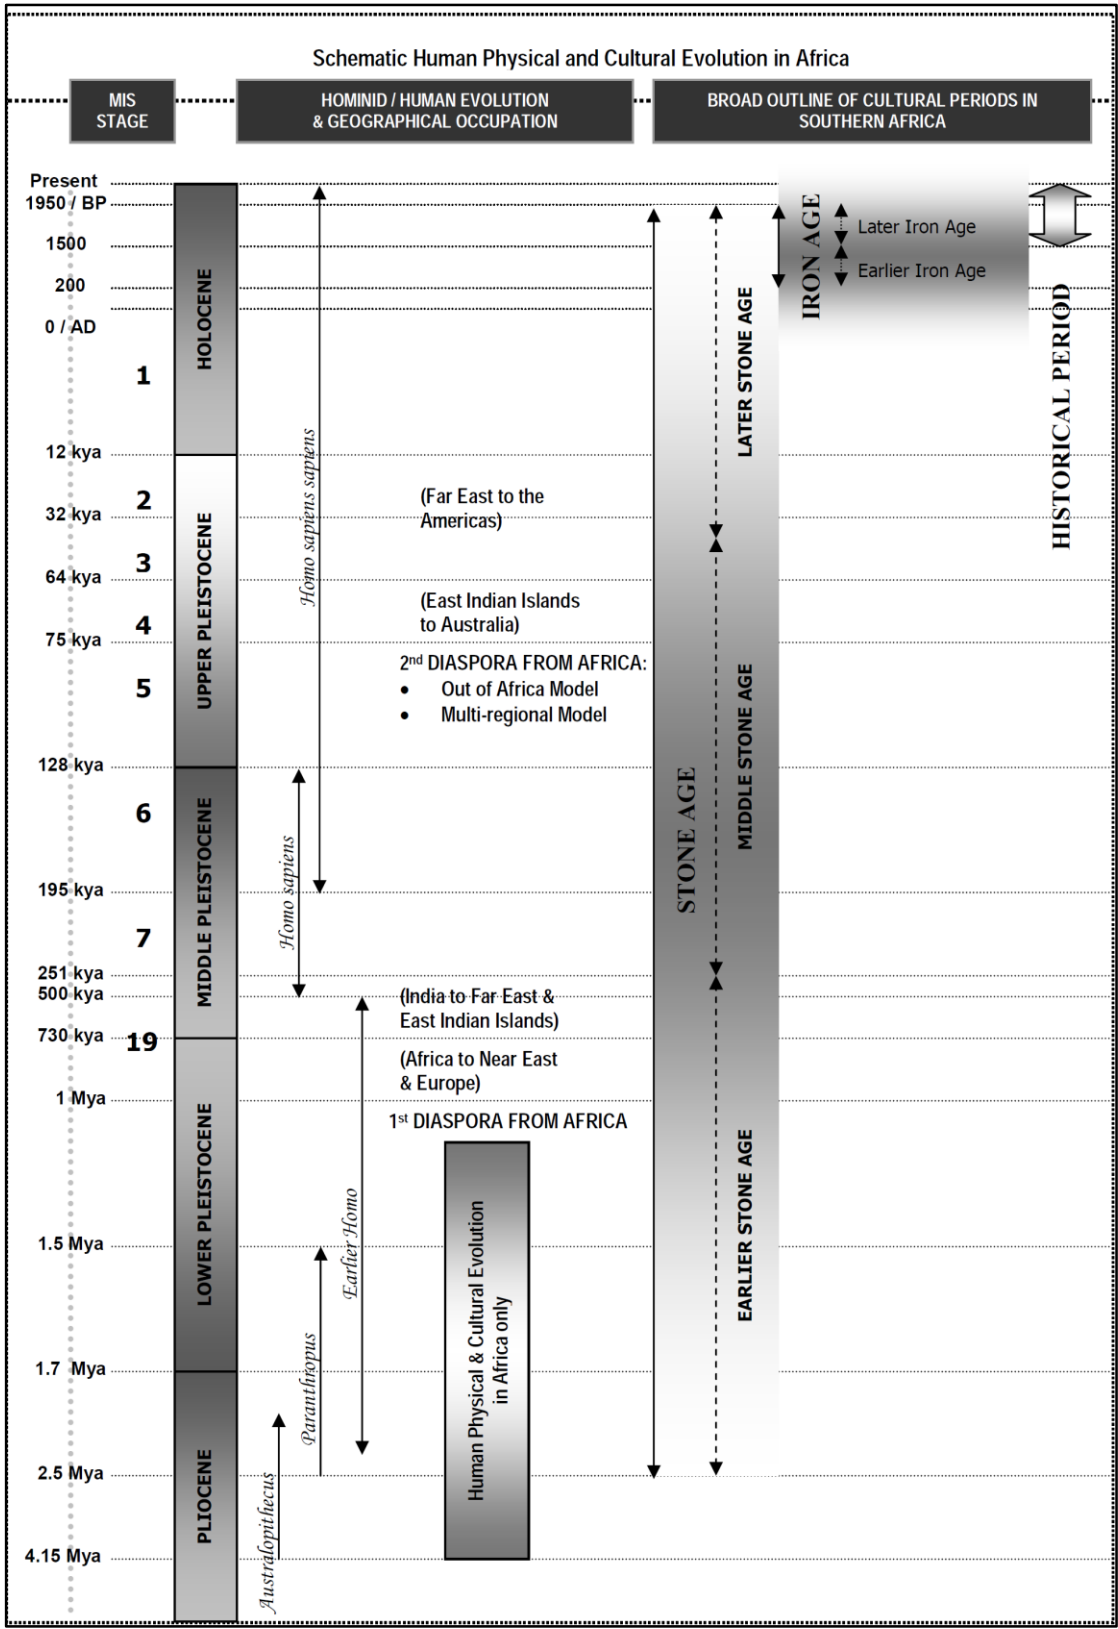 Schematic Human Physical and Cultural Evolution in Africa
MIS
STAGE
HOMINID / HUMAN EVOLUTION
& GEOGRAPHICAL OCCUPATION
BROAD OUTLINE OF CULTURAL PERIODS IN
SOUTHERN AFRICA
Present
1950 / BP
1500
200
0 / AD
12 kya
32 kya
64 kya
75 kya
128 kya
195 kya
251 kya
500 kya
730 kya
1 Mya
1.5 Mya
1.7 Mya
2.5 Mya
4.15 Mya
1
2
3
4
5
6
7
19
HOLOCENE
UPPER PLEISTOCENE
MIDDLE PLEISTOCENE
LOWER PLEISTOCENE
PLIOCENE
Homo sapiens sapiens
Homo sapiens
Earlier Homo
Paranthropus
Australopithecus
(Far East to the
Americas)
(East Indian Islands
to Australia)
2nd DIASPORA FROM AFRICA:
• Out of Africa Model
• Multi-regional Model
(India to Far East &
East Indian Islands)
(Africa to Near East
& Europe)
1st DIASPORA FROM AFRICA
Human Physical & Cultural Evolution
in Africa only
STONE AGE
LATER STONE AGE
MIDDLE STONE AGE
EARLIER STONE AGE
IRON AGE
Later Iron Age
Earlier Iron Age
HISTORICAL PERIOD